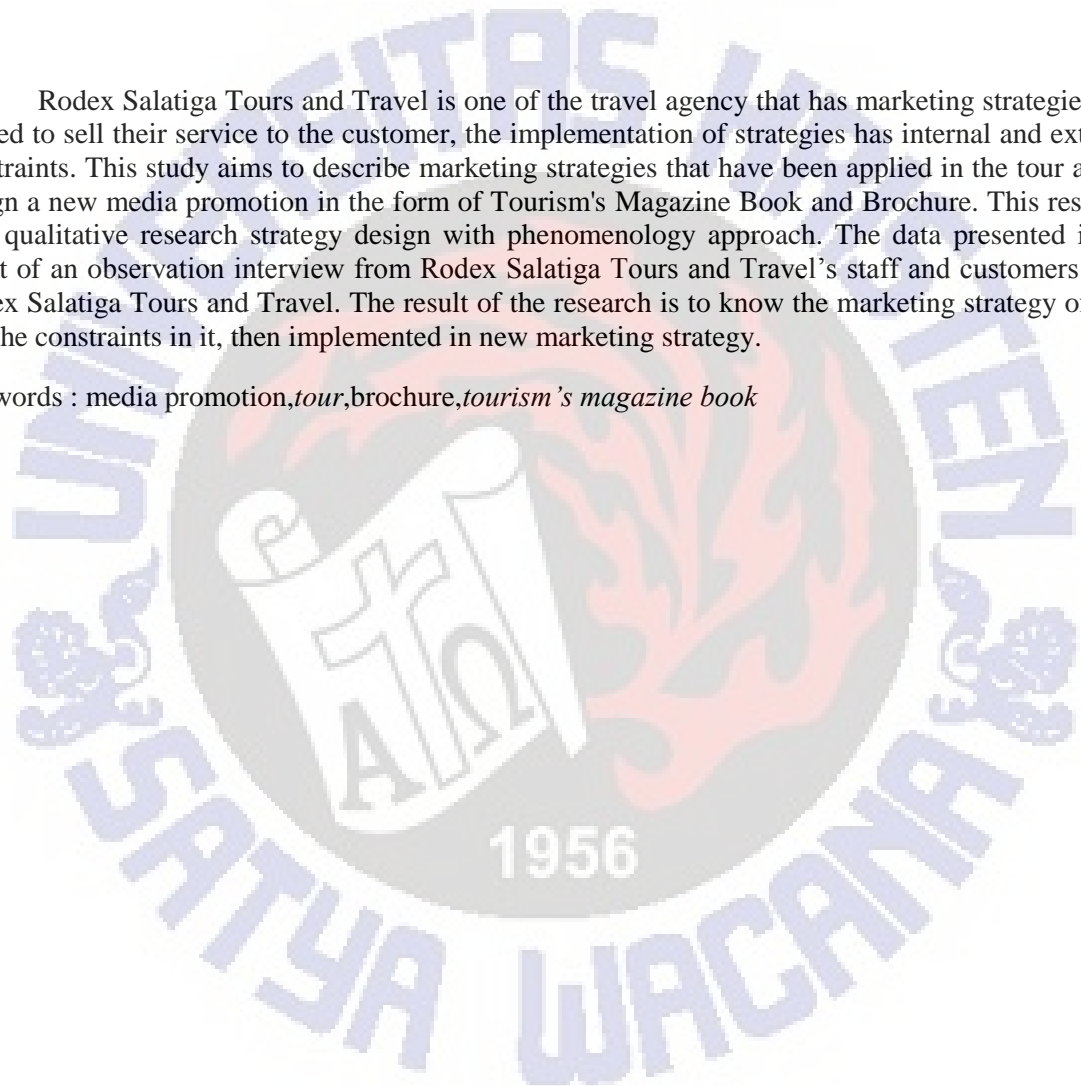 Rodex Salatiga Tours and Travel is one of the travel agency that has marketing strategie
ed to sell their service to the customer, the implementation of strategies has internal and ext
traints. This study aims to describe marketing strategies that have been applied in the tour a
gn a new media promotion in the form of Tourism's Magazine Book and Brochure. This res
qualitative research strategy design with phenomenology approach. The data presented i
t of an observation interview from Rodex Salatiga Tours and Travel’s staff and customers
ex Salatiga Tours and Travel. The result of the research is to know the marketing strategy o
he constraints in it, then implemented in new marketing strategy.
words : media promotion,tour,brochure,tourism’s magazine book
UNIVERSITAS KRISTEN
A Ω
1956
SATYA WACANA